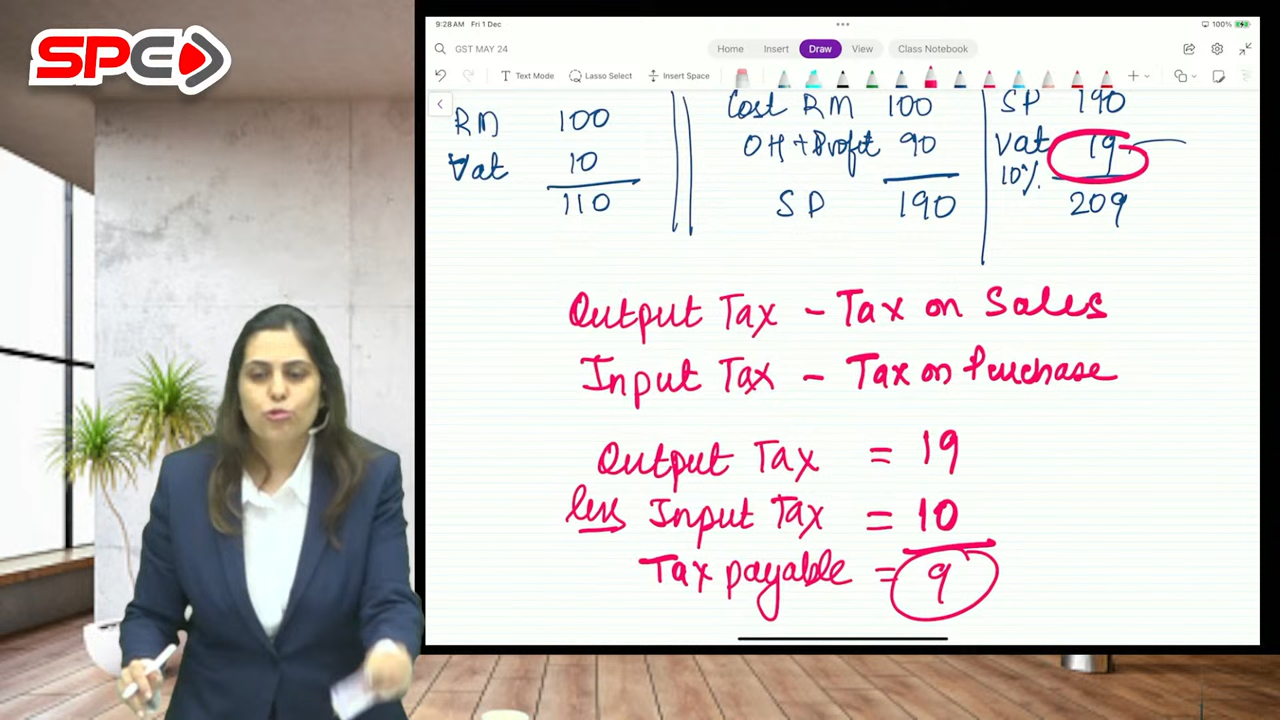 SPED
9:28 AM Fri 1 Dec
100%
GST MAY 24
Home Insert Draw View Class Notebook
Text Mode Lasso Select Insert Space
RM 100
Vat 10
110
Cost RM 100
OH + Profit 90
SP 190
SP 190
Vat 19
10%
209
Output Tax - Tax on Sales
Input Tax - Tax on Purchase
Output Tax = 19
less Input Tax = 10
Tax payable = 9